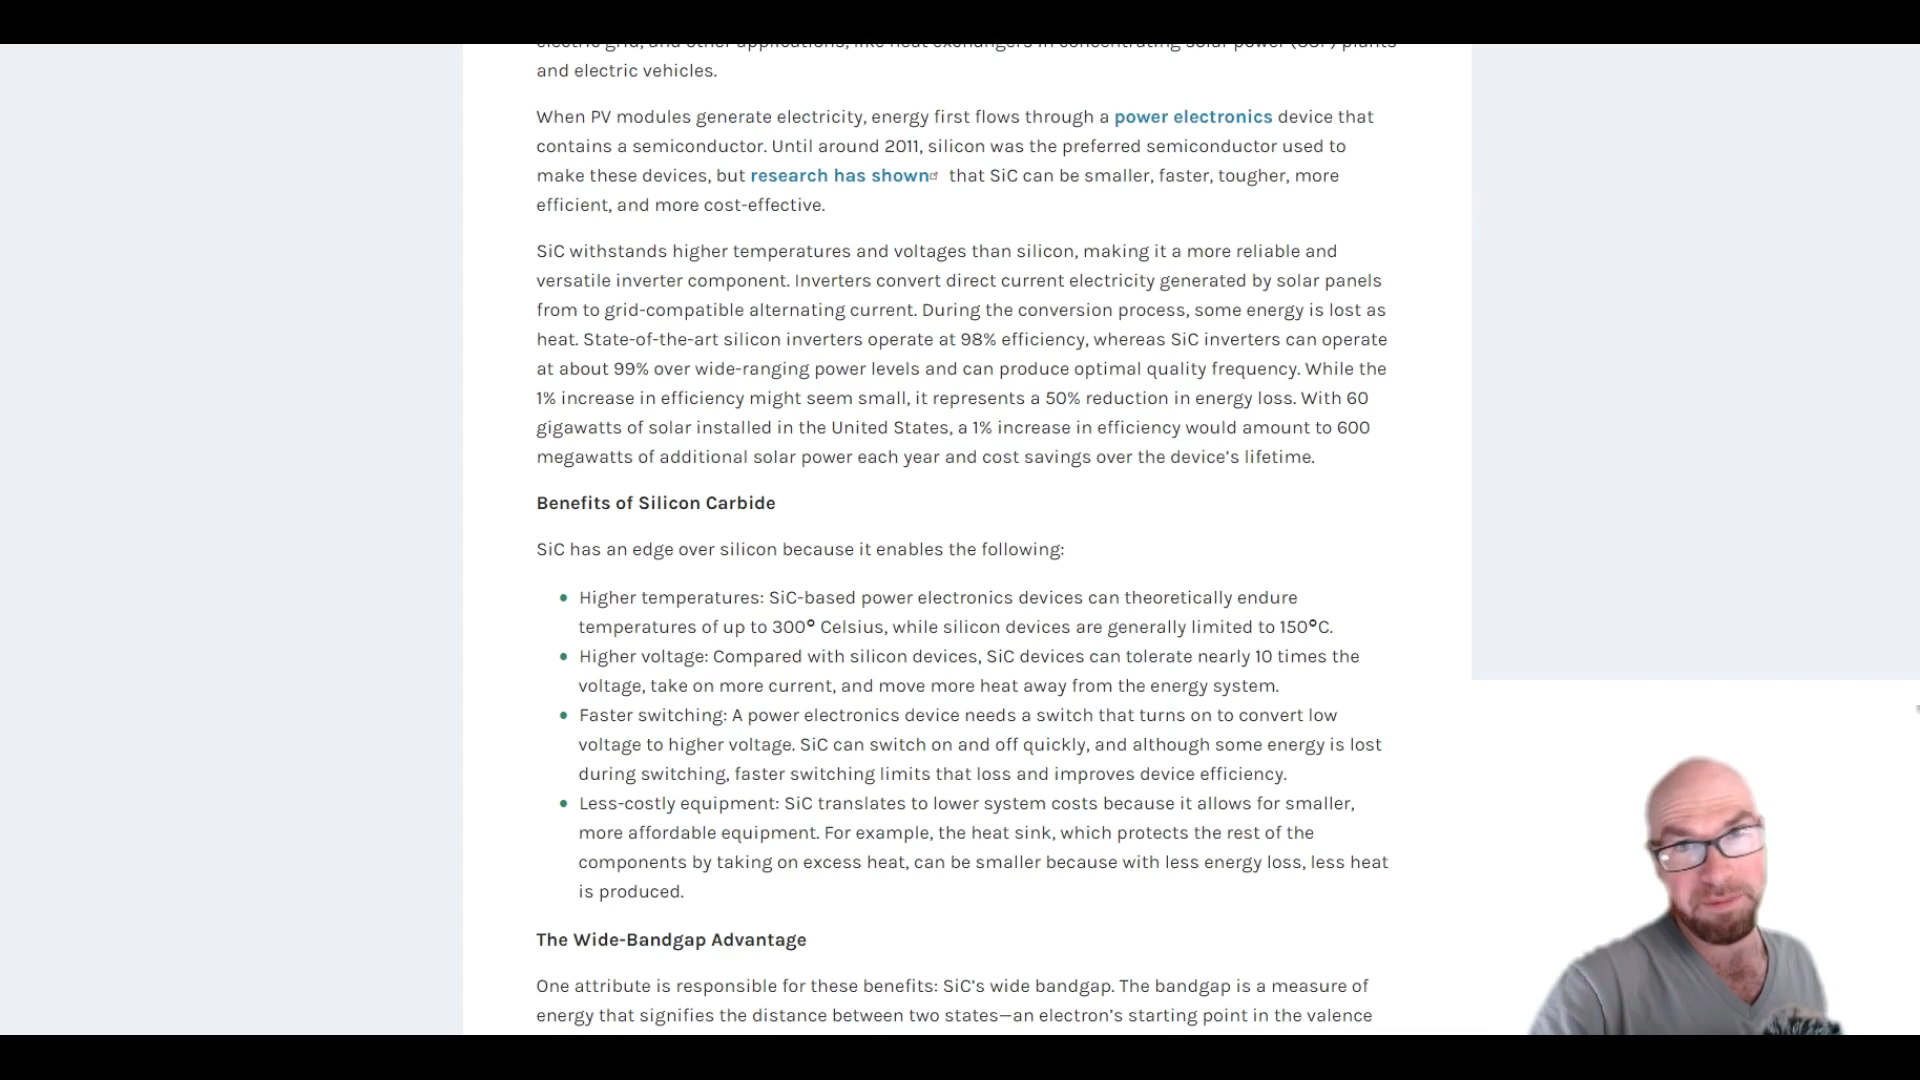 electric grid, and other applications, like heat exchangers in concentrating solar power (CSP) plants
and electric vehicles.
When PV modules generate electricity, energy first flows through a power electronics device that
contains a semiconductor. Until around 2011, silicon was the preferred semiconductor used to
make these devices, but research has shown that SiC can be smaller, faster, tougher, more
efficient, and more cost-effective.
SiC withstands higher temperatures and voltages than silicon, making it a more reliable and
versatile inverter component. Inverters convert direct current electricity generated by solar panels
from to grid-compatible alternating current. During the conversion process, some energy is lost as
heat. State-of-the-art silicon inverters operate at 98% efficiency, whereas SiC inverters can operate
at about 99% over wide-ranging power levels and can produce optimal quality frequency. While the
1% increase in efficiency might seem small, it represents a 50% reduction in energy loss. With 60
gigawatts of solar installed in the United States, a 1% increase in efficiency would amount to 600
megawatts of additional solar power each year and cost savings over the device’s lifetime.
Benefits of Silicon Carbide
SiC has an edge over silicon because it enables the following:
• Higher temperatures: SiC-based power electronics devices can theoretically endure
temperatures of up to 300° Celsius, while silicon devices are generally limited to 150°C.
• Higher voltage: Compared with silicon devices, SiC devices can tolerate nearly 10 times the
voltage, take on more current, and move more heat away from the energy system.
• Faster switching: A power electronics device needs a switch that turns on to convert low
voltage to higher voltage. SiC can switch on and off quickly, and although some energy is lost
during switching, faster switching limits that loss and improves device efficiency.
• Less-costly equipment: SiC translates to lower system costs because it allows for smaller,
more affordable equipment. For example, the heat sink, which protects the rest of the
components by taking on excess heat, can be smaller because with less energy loss, less heat
is produced.
The Wide-Bandgap Advantage
One attribute is responsible for these benefits: SiC’s wide bandgap. The bandgap is a measure of
energy that signifies the distance between two states—an electron’s starting point in the valence